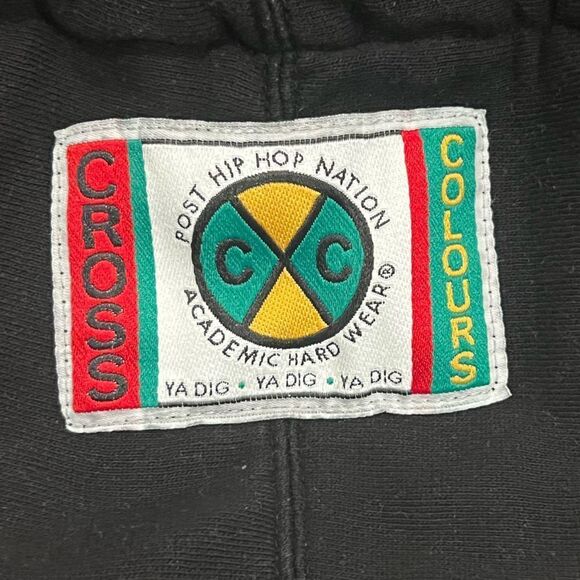 CROSS
POST HIP HOP NATION
C C
ACADEMIC HARD WEAR®
YA DIG • YA DIG • YA DIG
COLOURS